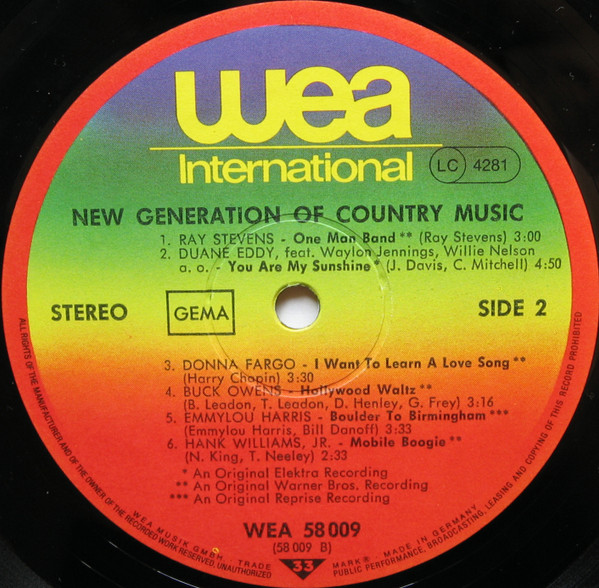 wea
International
LC 4281
NEW GENERATION OF COUNTRY MUSIC
1. RAY STEVENS - One Man Band** (Ray Stevens) 3:00
2. DUANE EDDY, feat. Waylon Jennings, Willie Nelson
a. o. - You Are My Sunshine* (J. Davis, C. Mitchell) 4:50
STEREO
GEMA
SIDE 2
3. DONNA FARGO - I Want To Learn A Love Song**
(Harry Chapin) 3:30
4. BUCK OWENS - Hollywood Waltz**
(B. Leadon, T. Leadon, D. Henley, G. Frey) 3:16
5. EMMYLOU HARRIS - Boulder To Birmingham***
(Emmylou Harris, Bill Danoff) 3:33
6. HANK WILLIAMS, JR. - Mobile Boogie**
(N. King, T. Neeley) 2:33
* An Original Elektra Recording
** An Original Warner Bros. Recording
*** An Original Reprise Recording
WEA 58 009
(58 009 B)
33
ALL RIGHTS OF THE MANUFACTURER AND OF THE OWNER OF THE RECORDED WORK RESERVED, UNAUTHORIZED PUBLIC PERFORMANCE, BROADCASTING, LEASING AND COPYING OF THIS RECORD PROHIBITED
WEA MUSIK GMBH, TRADE MARK® MADE IN GERMANY